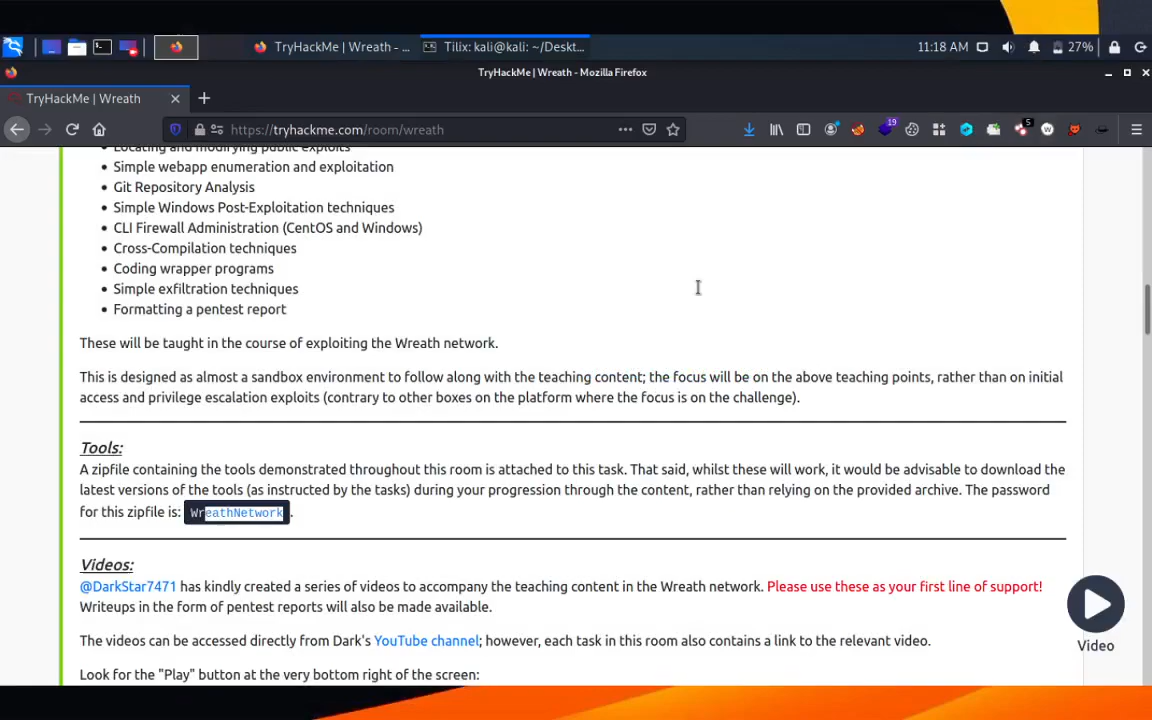 TryHackMe | Wreath - ...
Tilix: kali@kali: ~/Deskt...
11:18 AM
27%
TryHackMe | Wreath - Mozilla Firefox
TryHackMe | Wreath
https://tryhackme.com/room/wreath
19
5
Locating and modifying public exploits
• Simple webapp enumeration and exploitation
• Git Repository Analysis
• Simple Windows Post-Exploitation techniques
• CLI Firewall Administration (CentOS and Windows)
• Cross-Compilation techniques
• Coding wrapper programs
• Simple exfiltration techniques
• Formatting a pentest report
These will be taught in the course of exploiting the Wreath network.
This is designed as almost a sandbox environment to follow along with the teaching content; the focus will be on the above teaching points, rather than on initial
access and privilege escalation exploits (contrary to other boxes on the platform where the focus is on the challenge).
Tools:
A zipfile containing the tools demonstrated throughout this room is attached to this task. That said, whilst these will work, it would be advisable to download the
latest versions of the tools (as instructed by the tasks) during your progression through the content, rather than relying on the provided archive. The password
for this zipfile is: WreathNetwork .
Videos:
@DarkStar7471 has kindly created a series of videos to accompany the teaching content in the Wreath network. Please use these as your first line of support!
Writeups in the form of pentest reports will also be made available.
The videos can be accessed directly from Dark's YouTube channel; however, each task in this room also contains a link to the relevant video.
Look for the "Play" button at the very bottom right of the screen:
Video